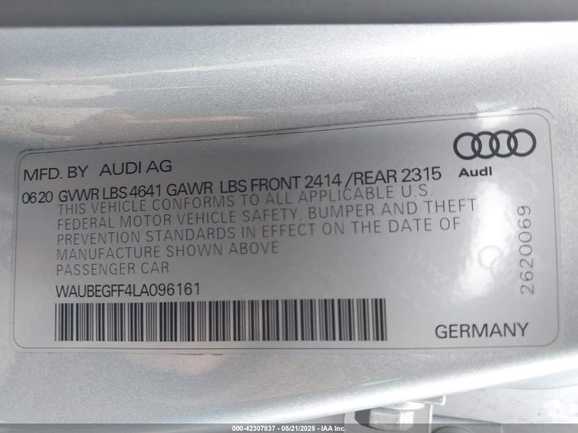 MFD. BY AUDI AG
Audi
0620 GVWR LBS 4641 GAWR LBS FRONT 2414 / REAR 2315
THIS VEHICLE CONFORMS TO ALL APPLICABLE U.S.
FEDERAL MOTOR VEHICLE SAFETY, BUMPER AND THEFT
PREVENTION STANDARDS IN EFFECT ON THE DATE OF
MANUFACTURE SHOWN ABOVE
PASSENGER CAR
WAUBEGFF4LA096161
2620069
GERMANY
000-42307837 - 05/21/2025 - IAA Inc.